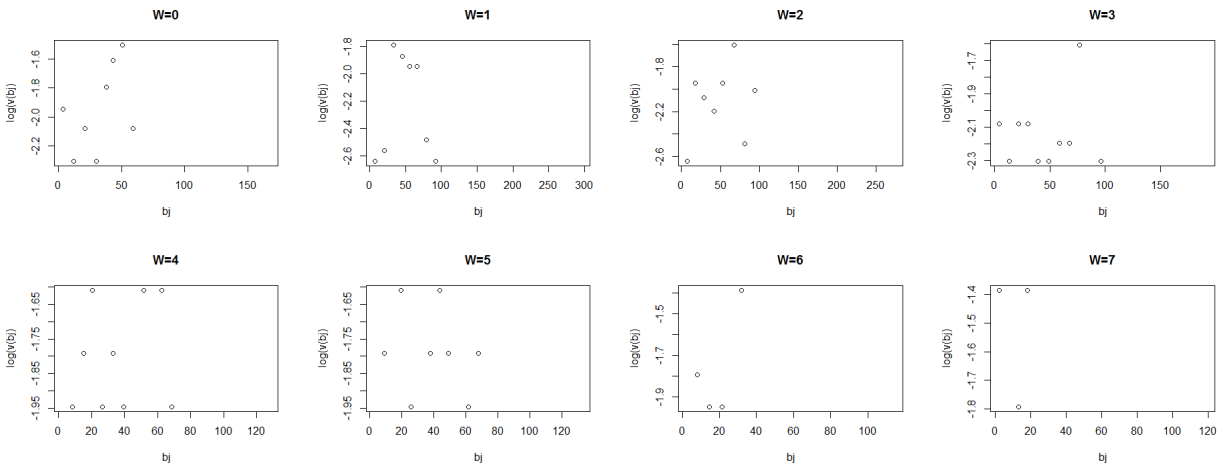 W=0
log(v(bj))
-1.6
-1.8
-2.0
-2.2
0 50 100 150
bj
W=1
log(v(bj))
-1.8
-2.0
-2.2
-2.4
-2.6
0 50 100 150 200 250 300
bj
W=2
log(v(bj))
-1.8
-2.2
-2.6
0 50 100 150 200 250
bj
W=3
log(v(bj))
-1.7
-1.9
-2.1
-2.3
0 50 100 150
bj
W=4
log(v(bj))
-1.65
-1.75
-1.85
-1.95
0 20 40 60 80 100 120
bj
W=5
log(v(bj))
-1.65
-1.75
-1.85
-1.95
0 20 40 60 80 100 120
bj
W=6
log(v(bj))
-1.5
-1.7
-1.9
0 20 40 60 80 100
bj
W=7
log(v(bj))
-1.4
-1.5
-1.6
-1.7
-1.8
0 20 40 60 80 100 120
bj